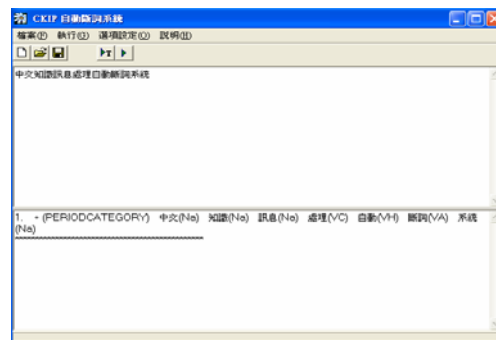 CKIP 自動斷詞系統
檔案(F) 執行(Q) 選項設定(O) 說明(H)
中文知識訊息處理自動斷詞系統
1. - (PERIODCATEGORY) 中文(Na) 知識(Na) 訊息(Na) 處理(VC) 自動(VH) 斷詞(VA) 系統
(Na)